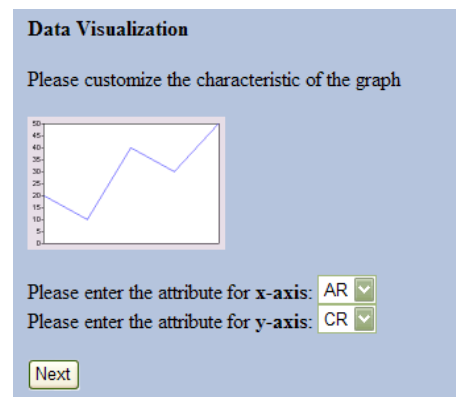 Data Visualization
Please customize the characteristic of the graph
50
45
40
35
30
25
20
15
10
5
0
Please enter the attribute for x-axis: AR
Please enter the attribute for y-axis: CR
Next